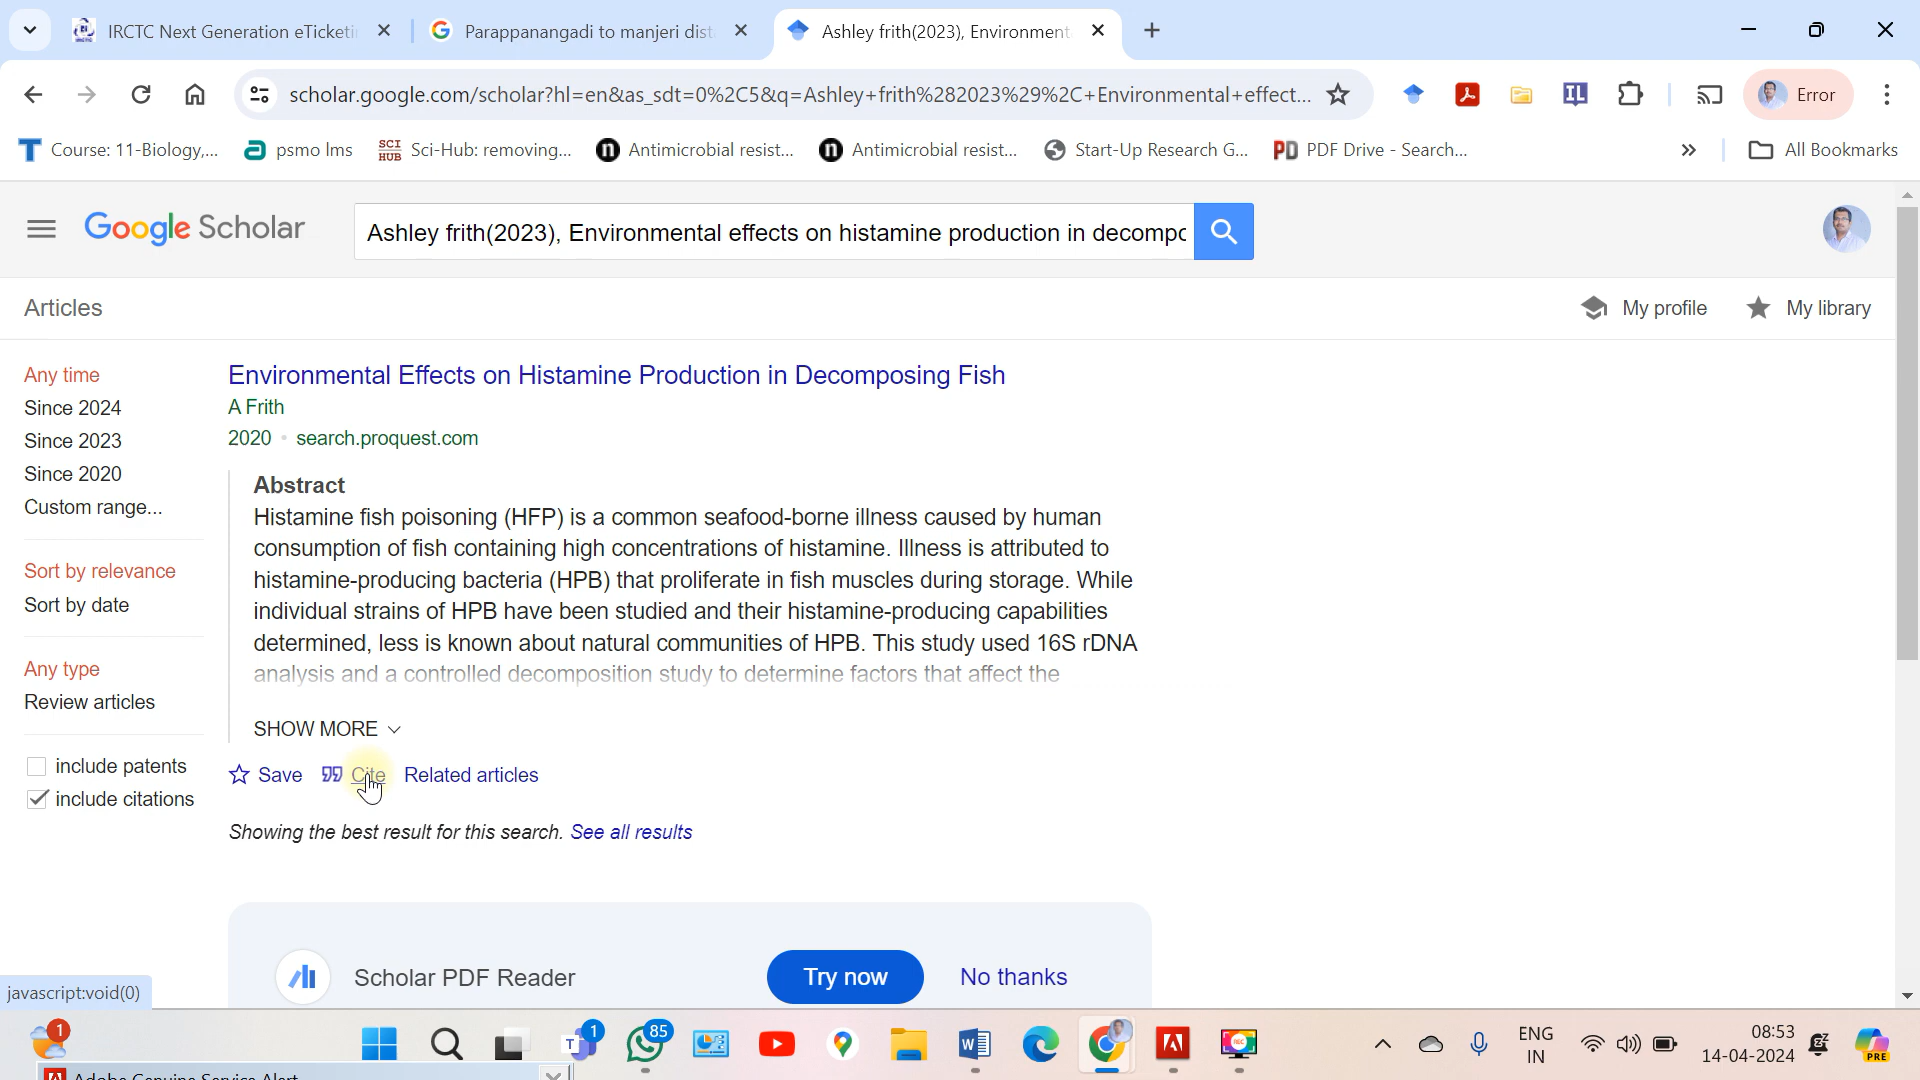 IRCTC Next Generation eTicketi
Parappanangadi to manjeri dist
Ashley frith(2023), Environment
scholar.google.com/scholar?hl=en&as_sdt=0%2C5&q=Ashley+frith%282023%29%2C+Environmental+effect...
Error
Course: 11-Biology,...
psmo lms
SCI HUB Sci-Hub: removing...
Antimicrobial resist...
Antimicrobial resist...
Start-Up Research G...
PD PDF Drive - Search...
All Bookmarks
Google Scholar
Ashley frith(2023), Environmental effects on histamine production in decompo
Articles
My profile
My library
Any time
Since 2024
Since 2023
Since 2020
Custom range...
Sort by relevance
Sort by date
Any type
Review articles
include patents
include citations
Environmental Effects on Histamine Production in Decomposing Fish
A Frith
2020 • search.proquest.com
Abstract
Histamine fish poisoning (HFP) is a common seafood-borne illness caused by human
consumption of fish containing high concentrations of histamine. Illness is attributed to
histamine-producing bacteria (HPB) that proliferate in fish muscles during storage. While
individual strains of HPB have been studied and their histamine-producing capabilities
determined, less is known about natural communities of HPB. This study used 16S rDNA
analysis and a controlled decomposition study to determine factors that affect the
SHOW MORE
Save
Cite
Related articles
Showing the best result for this search. See all results
Scholar PDF Reader
Try now
No thanks
javascript:void(0)
1
1
85
ENG
IN
08:53
14-04-2024
PRE
Adobe Genuine Service Alert